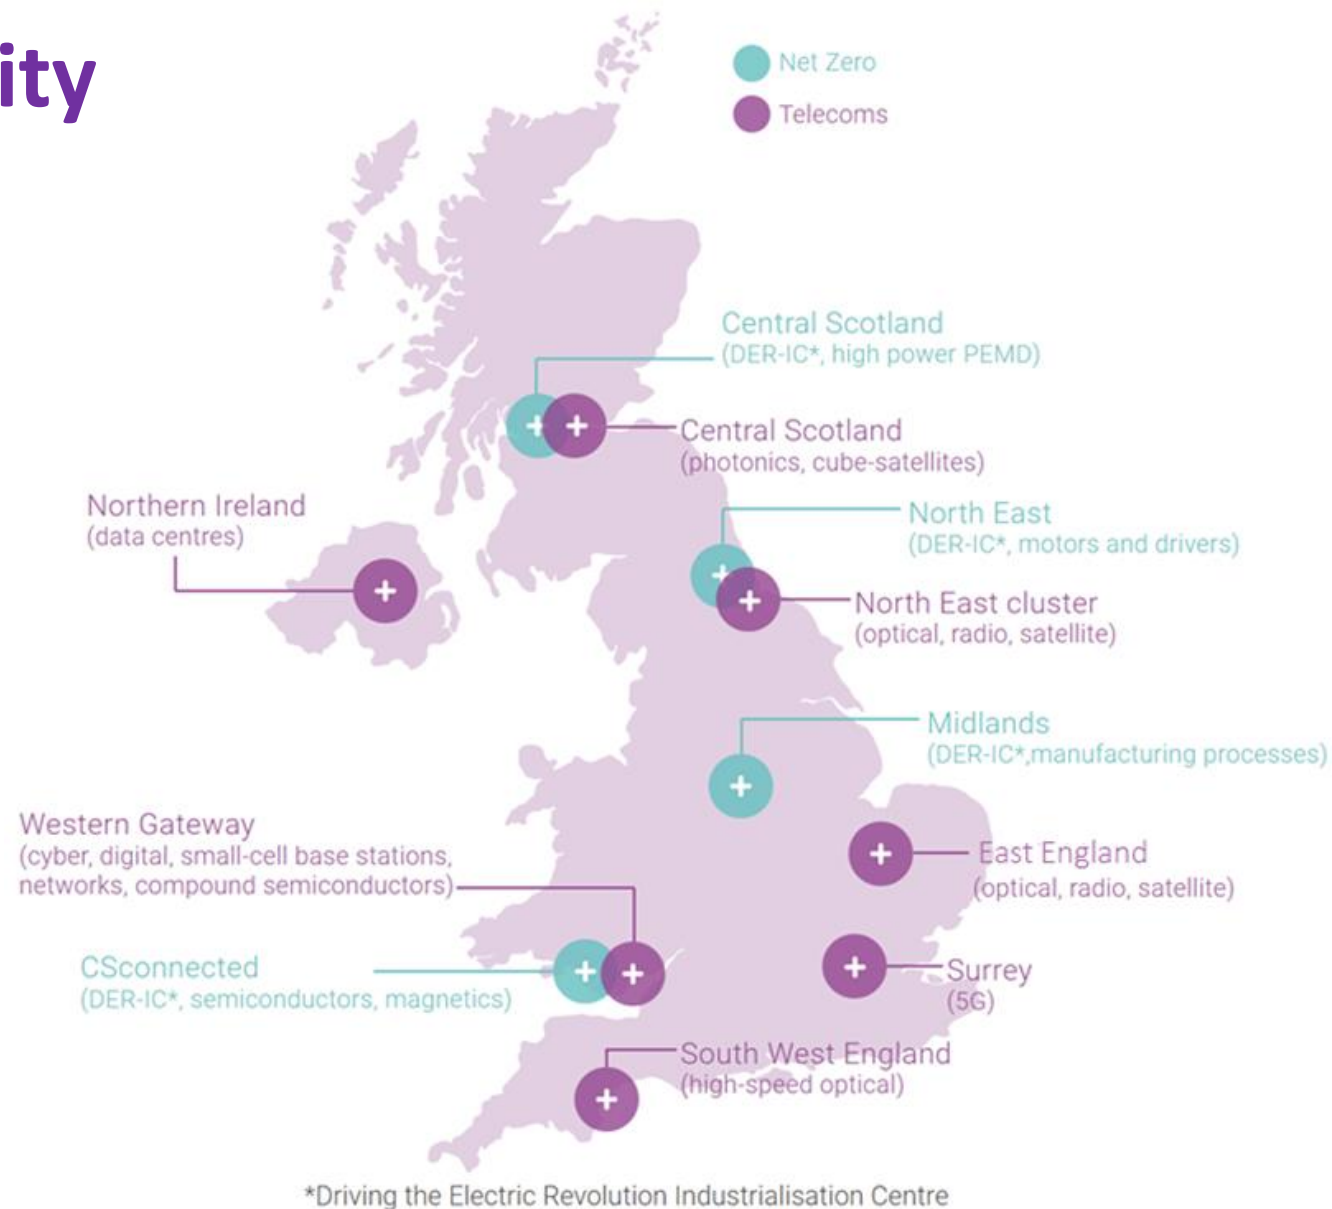 ity
Net Zero
Telecoms
Central Scotland
(DER-IC*, high power PEMD)
Central Scotland
(photonics, cube-satellites)
Northern Ireland
(data centres)
North East
(DER-IC*, motors and drivers)
North East cluster
(optical, radio, satellite)
Midlands
(DER-IC*,manufacturing processes)
Western Gateway
(cyber, digital, small-cell base stations,
networks, compound semiconductors)
East England
(optical, radio, satellite)
CSconnected
(DER-IC*, semiconductors, magnetics)
Surrey
(5G)
South West England
(high-speed optical)
*Driving the Electric Revolution Industrialisation Centre